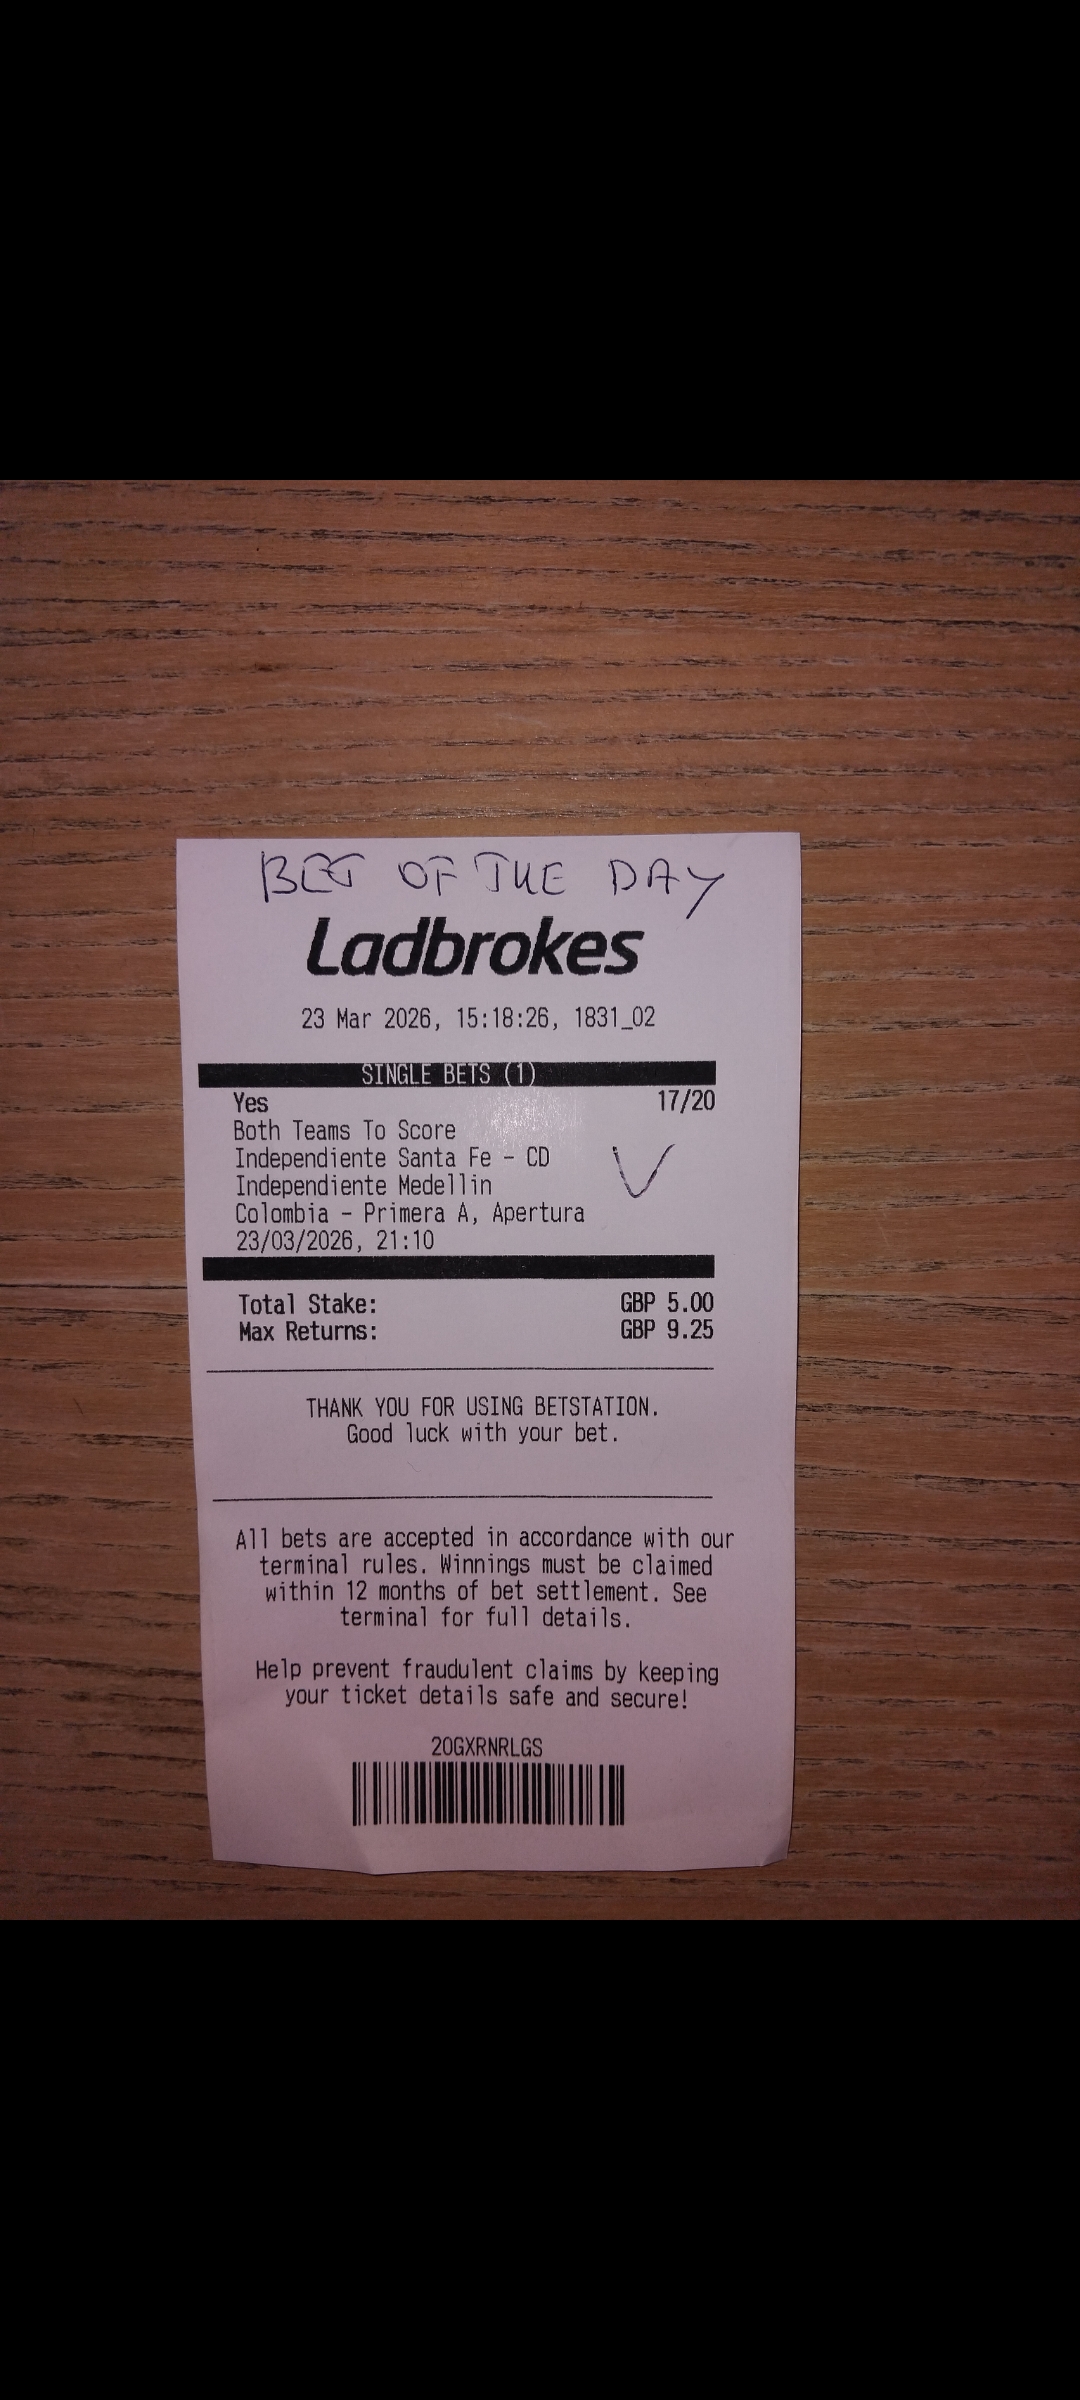 BET OF THE DAY
Ladbrokes
23 Mar 2026, 15:18:26, 1831_02
SINGLE BETS (1)
Yes 17/20
Both Teams To Score
Independiente Santa Fe - CD
Independiente Medellin
Colombia - Primera A, Apertura
23/03/2026, 21:10
Total Stake: GBP 5.00
Max Returns: GBP 9.25
THANK YOU FOR USING BETSTATION.
Good luck with your bet.
All bets are accepted in accordance with our
terminal rules. Winnings must be claimed
within 12 months of bet settlement. See
terminal for full details.
Help prevent fraudulent claims by keeping
your ticket details safe and secure!
20GXRNRLGS